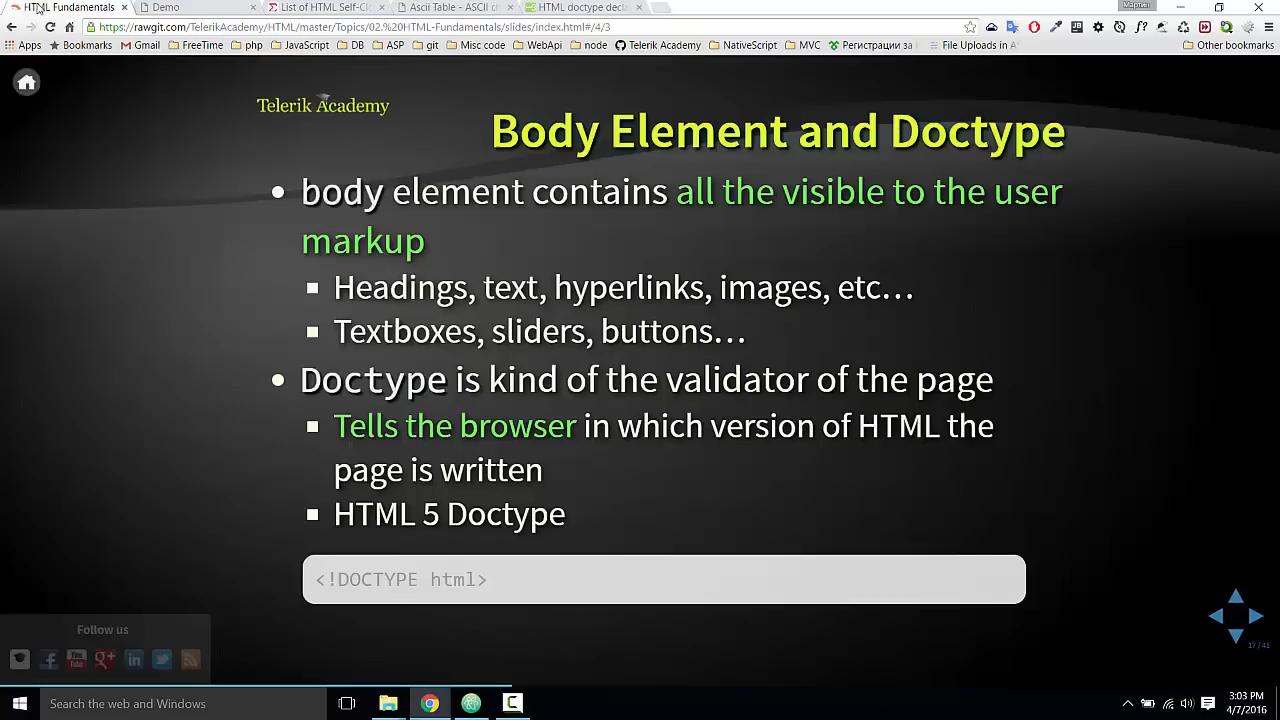 HTML Fundamentals
Demo
List of HTML Self-Cl
Ascii Table - ASCII ch
HTML doctype decl
Мартин
https://rawgit.com/TelerikAcademy/HTML/master/Topics/02.%20HTML-Fundamentals/slides/index.html#/4/3
Apps Bookmarks Gmail FreeTime php JavaScript DB ASP git Misc code WebApi node Telerik Academy NativeScript MVC Регистрации за File Uploads in A Other bookmarks
Telerik Academy
Body Element and Doctype
body element contains all the visible to the user
markup
Headings, text, hyperlinks, images, etc…
Textboxes, sliders, buttons…
Doctype is kind of the validator of the page
Tells the browser in which version of HTML the
page is written
HTML 5 Doctype
<!DOCTYPE html>
Follow us
17 / 41
Search the web and Windows
3:03 PM
4/7/2016